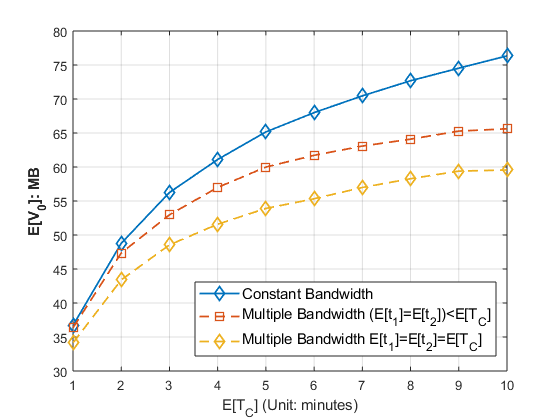 80
75
70
65
60
55
50
45
40
35
30
E[V0]: MB
Constant Bandwidth
Multiple Bandwidth (E[t1]=E[t2])<E[TC]
Multiple Bandwidth E[t1]=E[t2]=E[TC]
1 2 3 4 5 6 7 8 9 10
E[TC] (Unit: minutes)